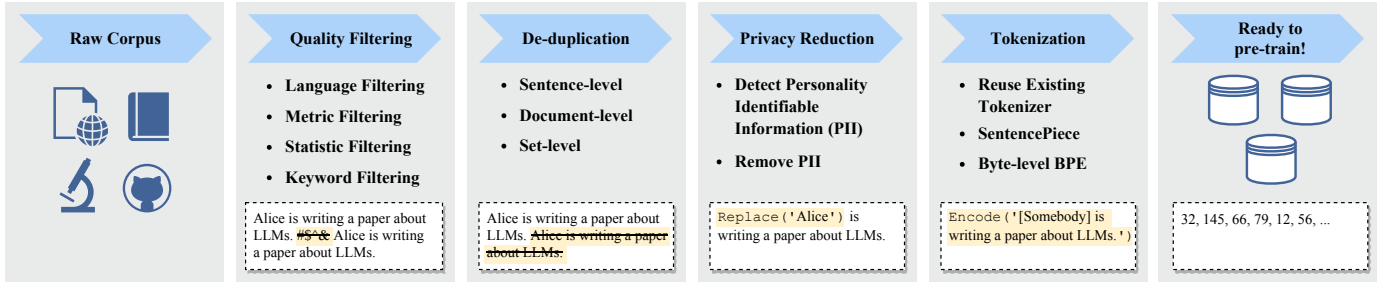 Raw Corpus
Quality Filtering
• Language Filtering
• Metric Filtering
• Statistic Filtering
• Keyword Filtering
Alice is writing a paper about
LLMs. #$^& Alice is writing
a paper about LLMs.
De-duplication
• Sentence-level
• Document-level
• Set-level
Alice is writing a paper about
LLMs. Alice is writing a paper
about LLMs.
Privacy Reduction
• Detect Personality
Identifiable
Information (PII)
• Remove PII
Replace('Alice') is
writing a paper about LLMs.
Tokenization
• Reuse Existing
Tokenizer
• SentencePiece
• Byte-level BPE
Encode('[Somebody] is
writing a paper about LLMs.')
Ready to
pre-train!
32, 145, 66, 79, 12, 56, ...